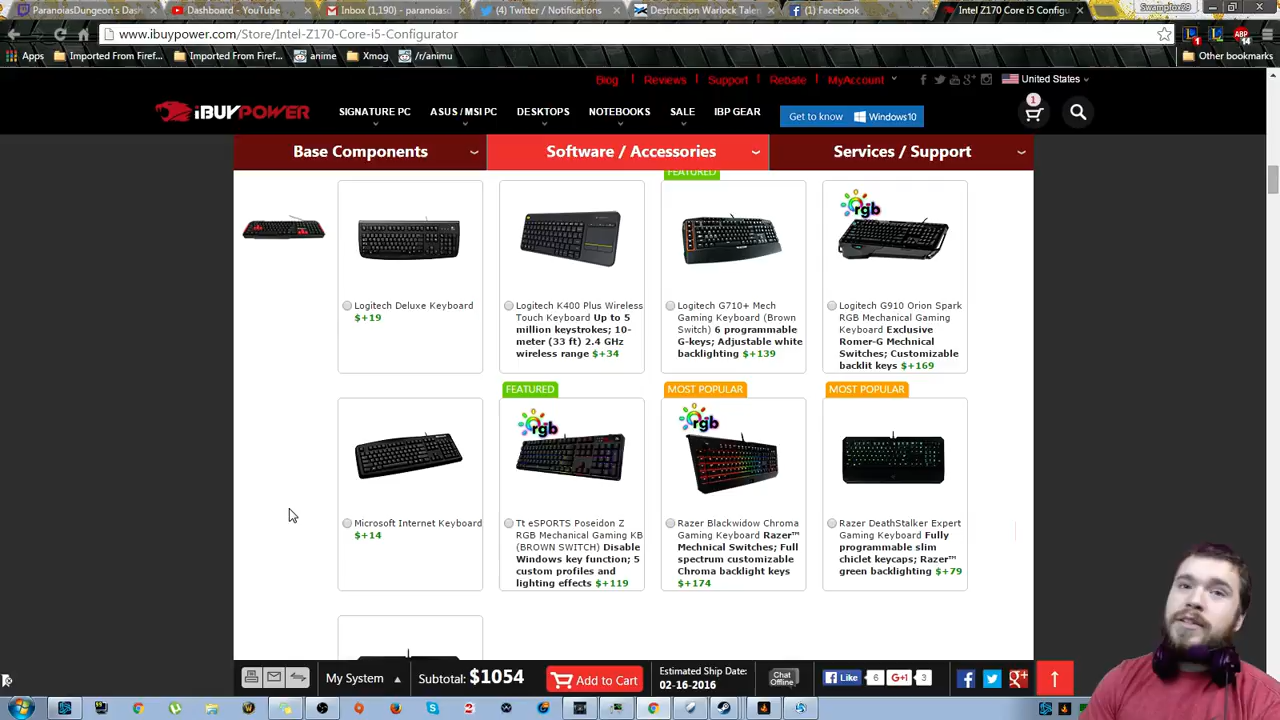 ParanoiasDungeon's Dash
Dashboard - YouTube
Inbox (1,190) - paranoiasd
(4) Twitter / Notifications
Destruction Warlock Talen
(1) Facebook
Intel Z170 Core i5 Configu
www.ibuypower.com/Store/Intel-Z170-Core-i5-Configurator
Apps
Imported From Firef...
Imported From Firef...
anime
Xmog
/r/animu
Other bookmarks
Blog
Reviews
Support
Rebate
MyAccount
United States
iBUYPOWER
SIGNATURE PC
ASUS / MSI PC
DESKTOPS
NOTEBOOKS
SALE
IBP GEAR
Get to know Windows10
1
Base Components
Software / Accessories
Services / Support
FEATURED
rgb
Logitech Deluxe Keyboard
$+19
Logitech K400 Plus Wireless
Touch Keyboard Up to 5
million keystrokes; 10-
meter (33 ft) 2.4 GHz
wireless range $+34
Logitech G710+ Mech
Gaming Keyboard (Brown
Switch) 6 programmable
G-keys; Adjustable white
backlighting $+139
Logitech G910 Orion Spark
RGB Mechanical Gaming
Keyboard Exclusive
Romer-G Mechnical
Switches; Customizable
backlit keys $+169
FEATURED
MOST POPULAR
MOST POPULAR
rgb
rgb
Microsoft Internet Keyboard
$+14
Tt eSPORTS Poseidon Z
RGB Mechanical Gaming KB
(BROWN SWITCH) Disable
Windows key function; 5
custom profiles and
lighting effects $+119
Razer Blackwidow Chroma
Gaming Keyboard Razer™
Mechnical Switches; Full
spectrum customizable
Chroma backlight keys
$+174
Razer DeathStalker Expert
Gaming Keyboard Fully
programmable slim
chiclet keycaps; Razer™
green backlighting $+79
My System
Subtotal: $1054
Add to Cart
Estimated Ship Date:
02-16-2016
Chat
Offline
Like
6
+1
3